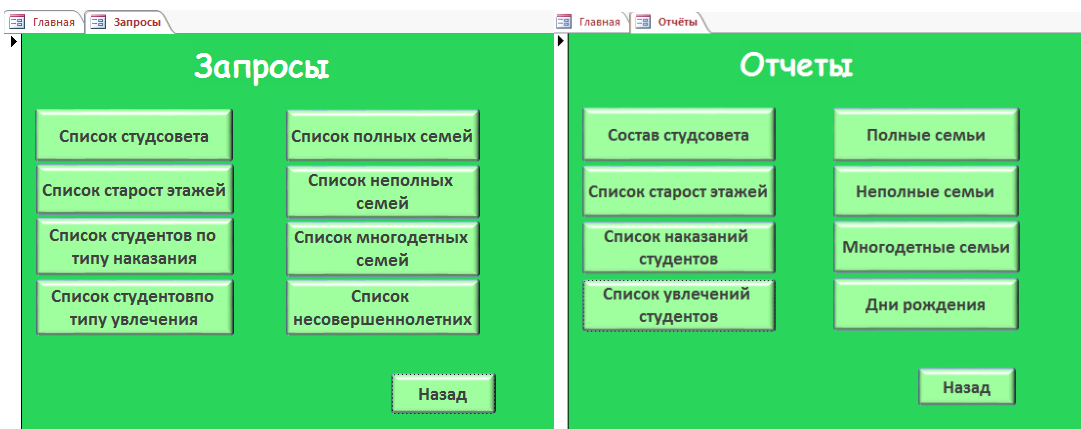 Главная
Запросы
Запросы
Список студсовета
Список старост этажей
Список студентов по
типу наказания
Список студентовпо
типу увлечения
Список полных семей
Список неполных
семей
Список многодетных
семей
Список
несовершеннолетних
Назад
Главная
Отчёты
Отчеты
Состав студсовета
Список старост этажей
Список наказаний
студентов
Список увлечений
студентов
Полные семьи
Неполные семьи
Многодетные семьи
Дни рождения
Назад